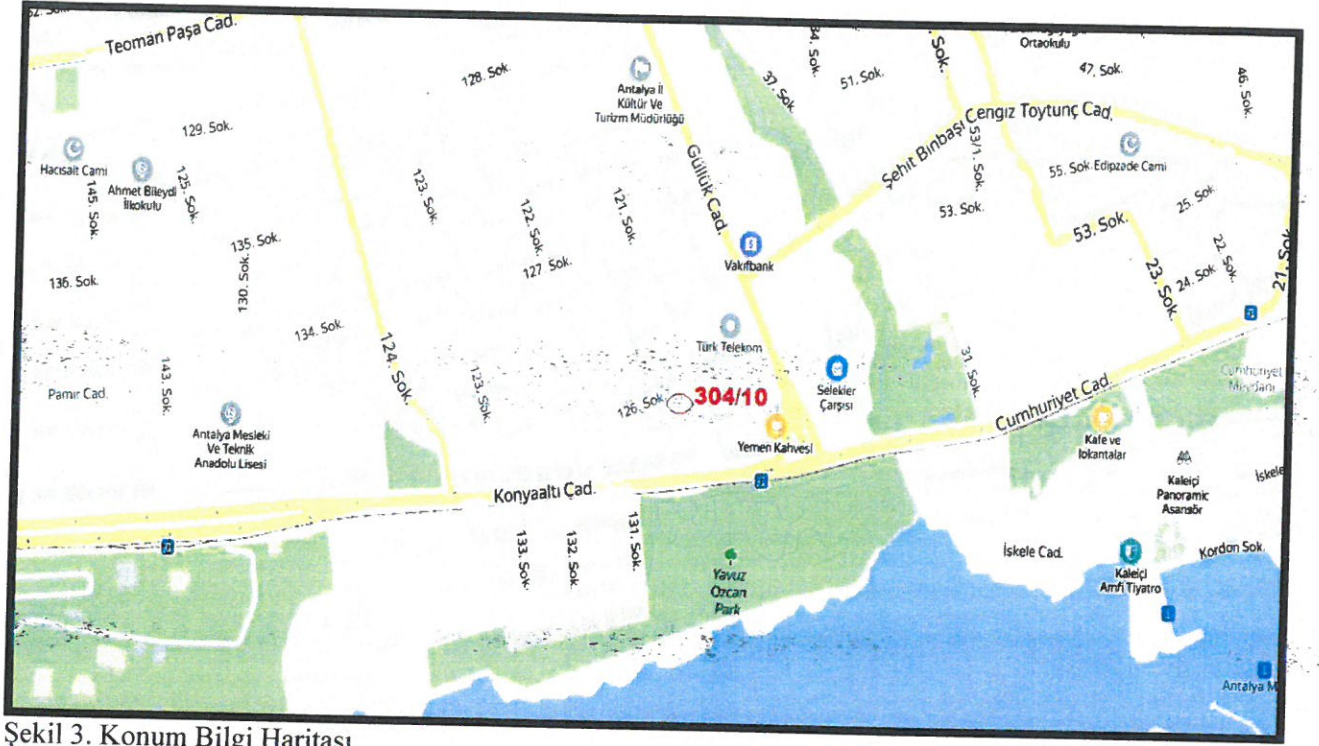 Teoman Paşa Cad.
Ortaokulu
34. Sok.
51. Sok.
47. Sok.
46. Sok.
37. Sok.
128. Sok.
Antalya İl
Kültür Ve
Turizm Müdürlüğü
129. Sok.
Hacısait Cami
145. Sok.
Ahmet Bileydi
İlkokulu
125. Sok.
Güllük Cad.
Şehit Binbaşı Cengiz Toytunç Cad.
53/1. Sok.
55. Sok.
Edipzade Cami
123. Sok.
122. Sok.
121. Sok.
53. Sok.
25. Sok.
135. Sok.
130. Sok.
127. Sok.
Vakıfbank
53. Sok.
23. Sok.
22. Sok.
24. Sok
21. Sok
136. Sok.
134. Sok.
124. Sok.
Türk Telekom
Pamir Cad.
143. Sok.
123. Sok.
126. Sok.
304/10
Selekler
Çarşısı
31. Sok.
Cumhuriyet Cad.
Cumhuriyet
Meydanı
Antalya Mesleki
Ve Teknik
Anadolu Lisesi
Yemen Kahvesi
Kafe ve
lokantalar
Konyaaltı Cad.
Kaleiçi
Panoramic
Asansör
İskele
133. Sok.
132. Sok.
131. Sok.
Yavuz
Özcan
Park
İskele Cad.
Kaleiçi
Amfi Tiyatro
Kordon Sok.
Antalya M
Şekil 3. Konum Bilgi Haritası